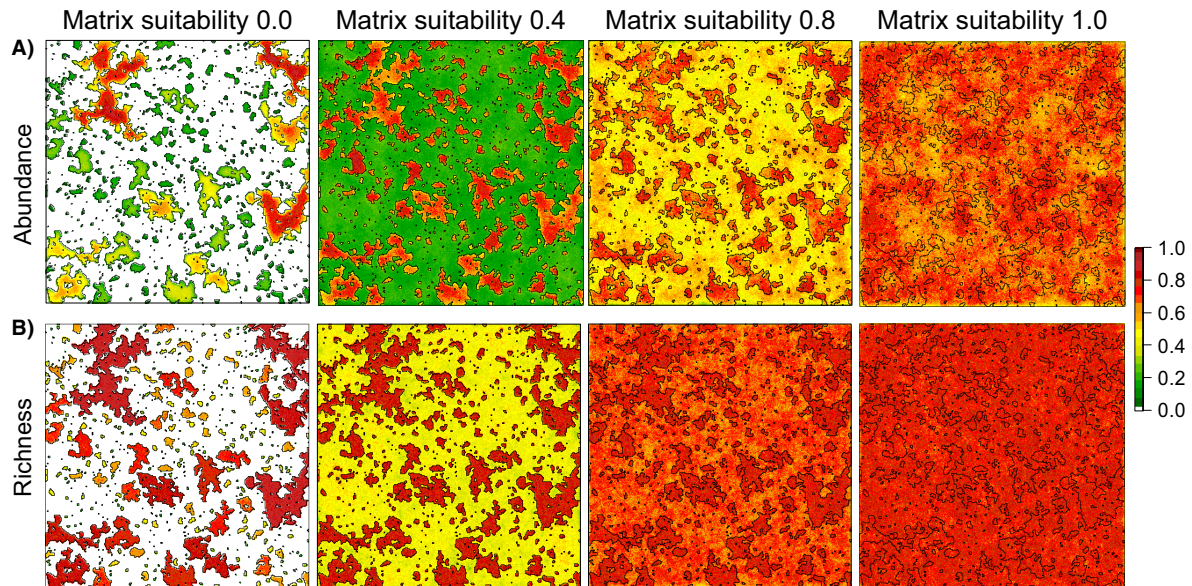 Matrix suitability 0.0
Matrix suitability 0.4
Matrix suitability 0.8
Matrix suitability 1.0
A)
Abundance
B)
Richness
1.0
0.8
0.6
0.4
0.2
0.0